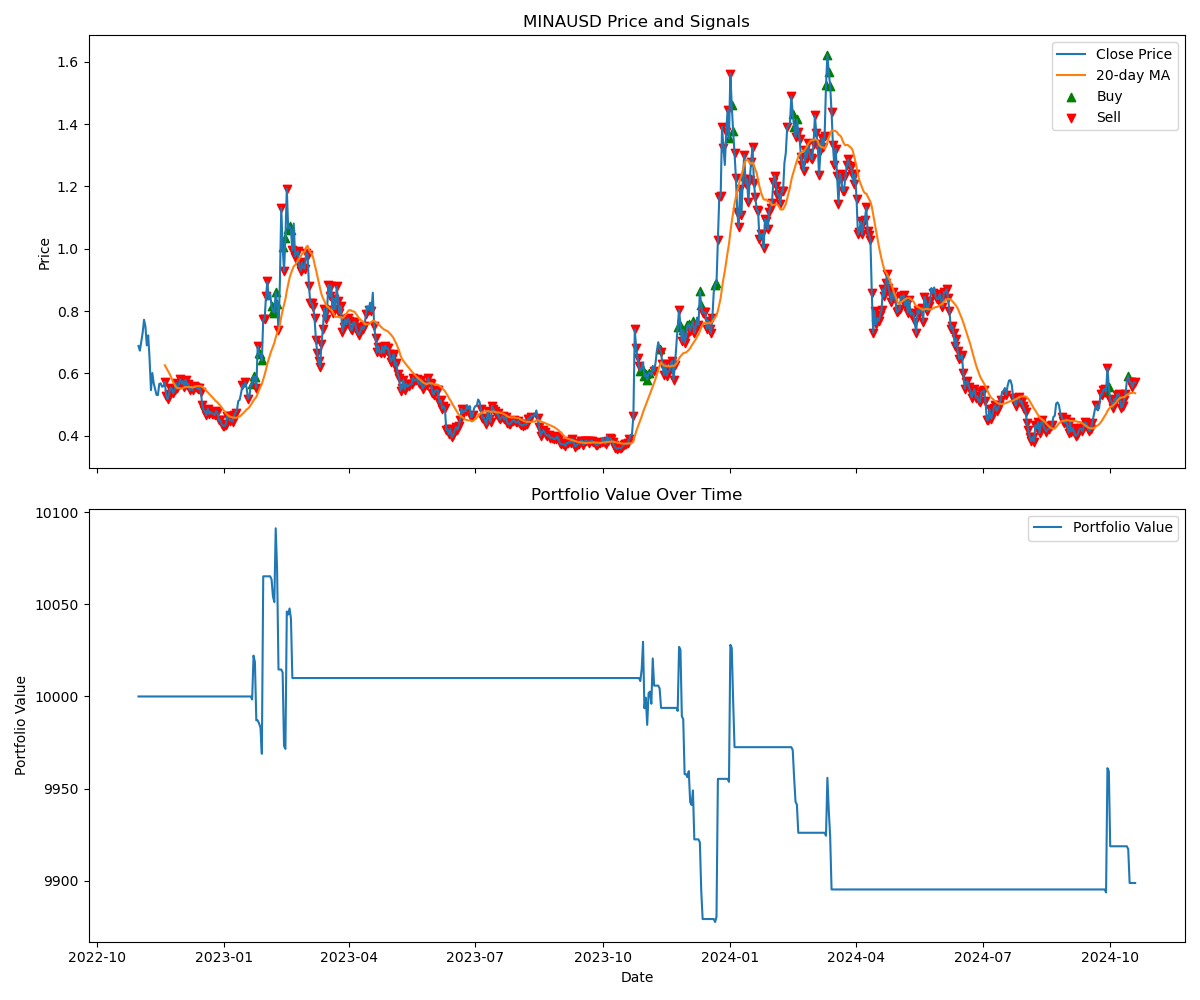 MINAUSD Price and Signals
Price
1.6
1.4
1.2
1.0
0.8
0.6
0.4
Close Price
20-day MA
Buy
Sell
Portfolio Value Over Time
Portfolio Value
10100
10050
10000
9950
9900
Portfolio Value
2022-10
2023-01
2023-04
2023-07
2023-10
2024-01
2024-04
2024-07
2024-10
Date